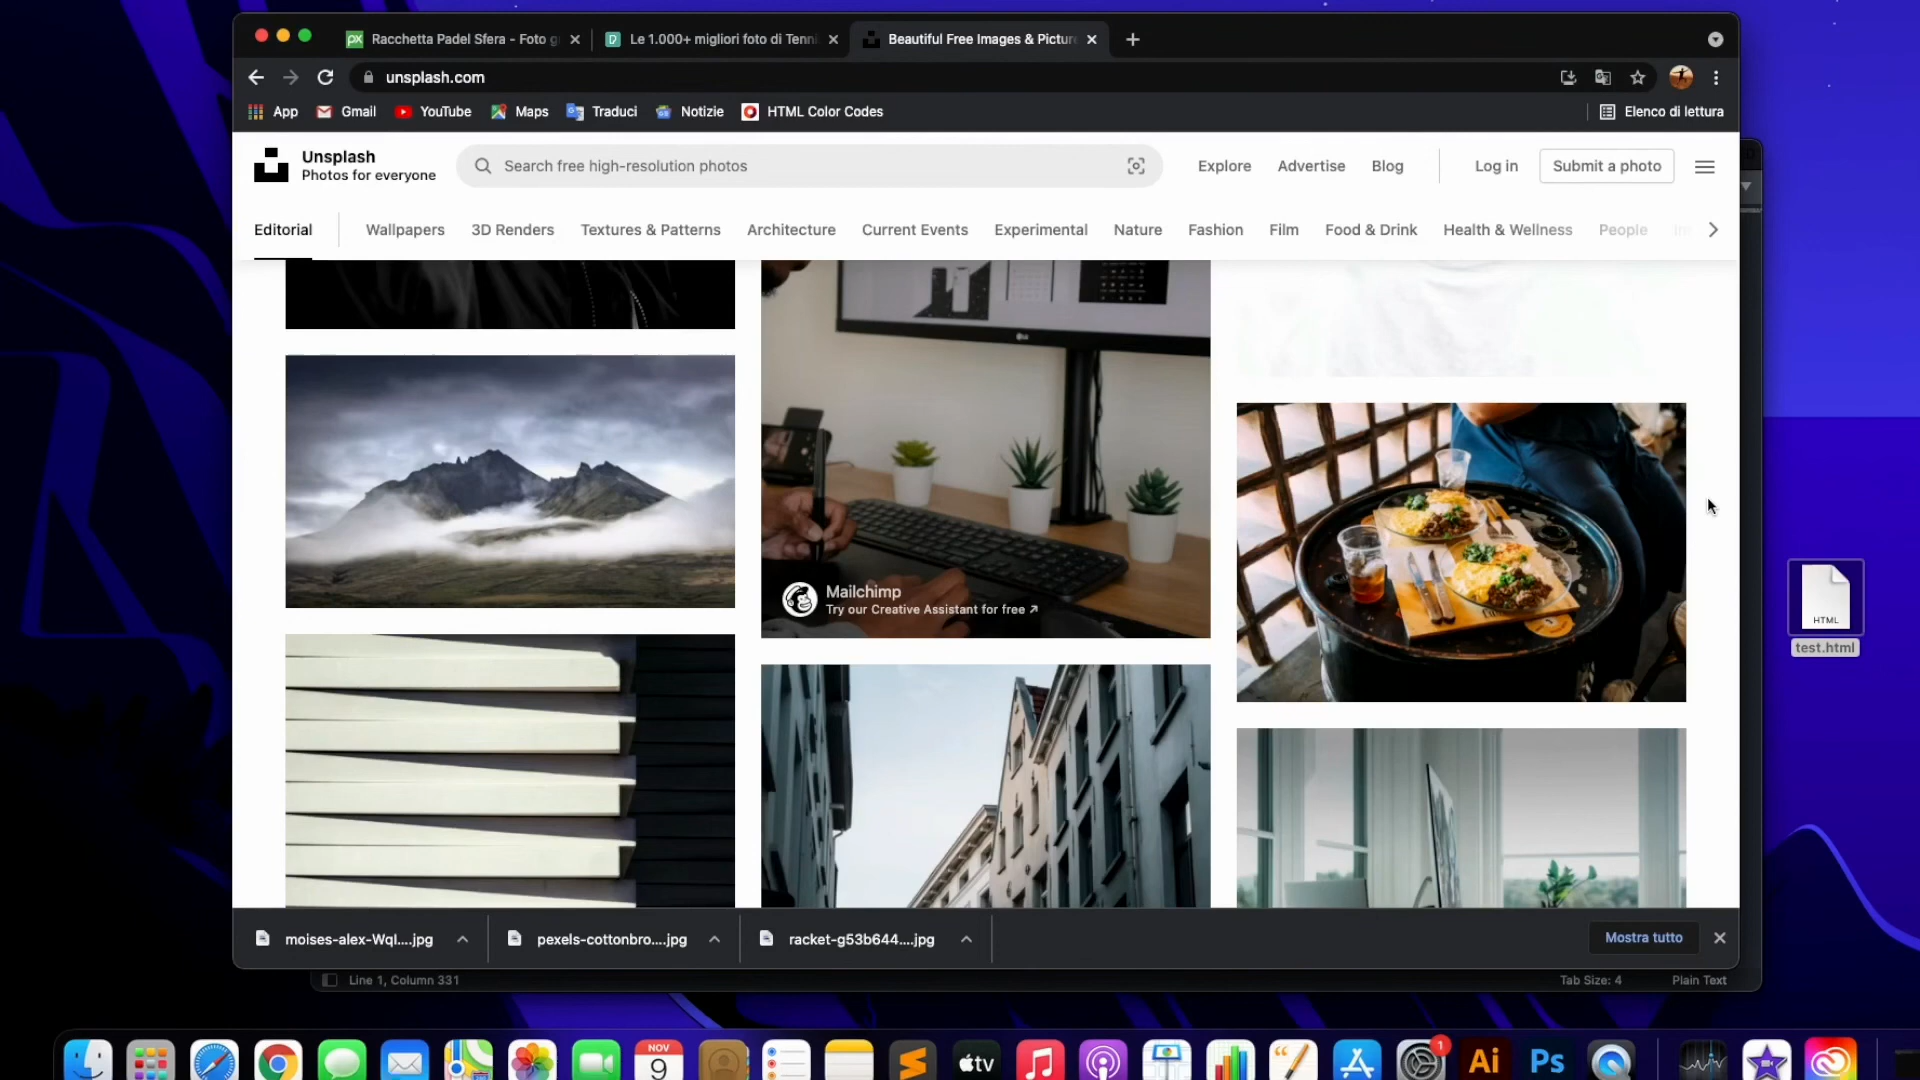 Racchetta Padel Sfera - Foto g
Le 1.000+ migliori foto di Tenni
Beautiful Free Images & Pictur
unsplash.com
App
Gmail
YouTube
Maps
Traduci
Notizie
HTML Color Codes
Elenco di lettura
Unsplash
Photos for everyone
Search free high-resolution photos
Explore
Advertise
Blog
Log in
Submit a photo
Editorial
Wallpapers
3D Renders
Textures & Patterns
Architecture
Current Events
Experimental
Nature
Fashion
Film
Food & Drink
Health & Wellness
People
LG
Mailchimp
Try our Creative Assistant for free
HTML
test.html
moises-alex-Wql....jpg
pexels-cottonbro....jpg
racket-g53b644....jpg
Mostra tutto
Line 1, Column 331
Tab Size: 4
Plain Text
NOV
9
tv
1
Ai
Ps